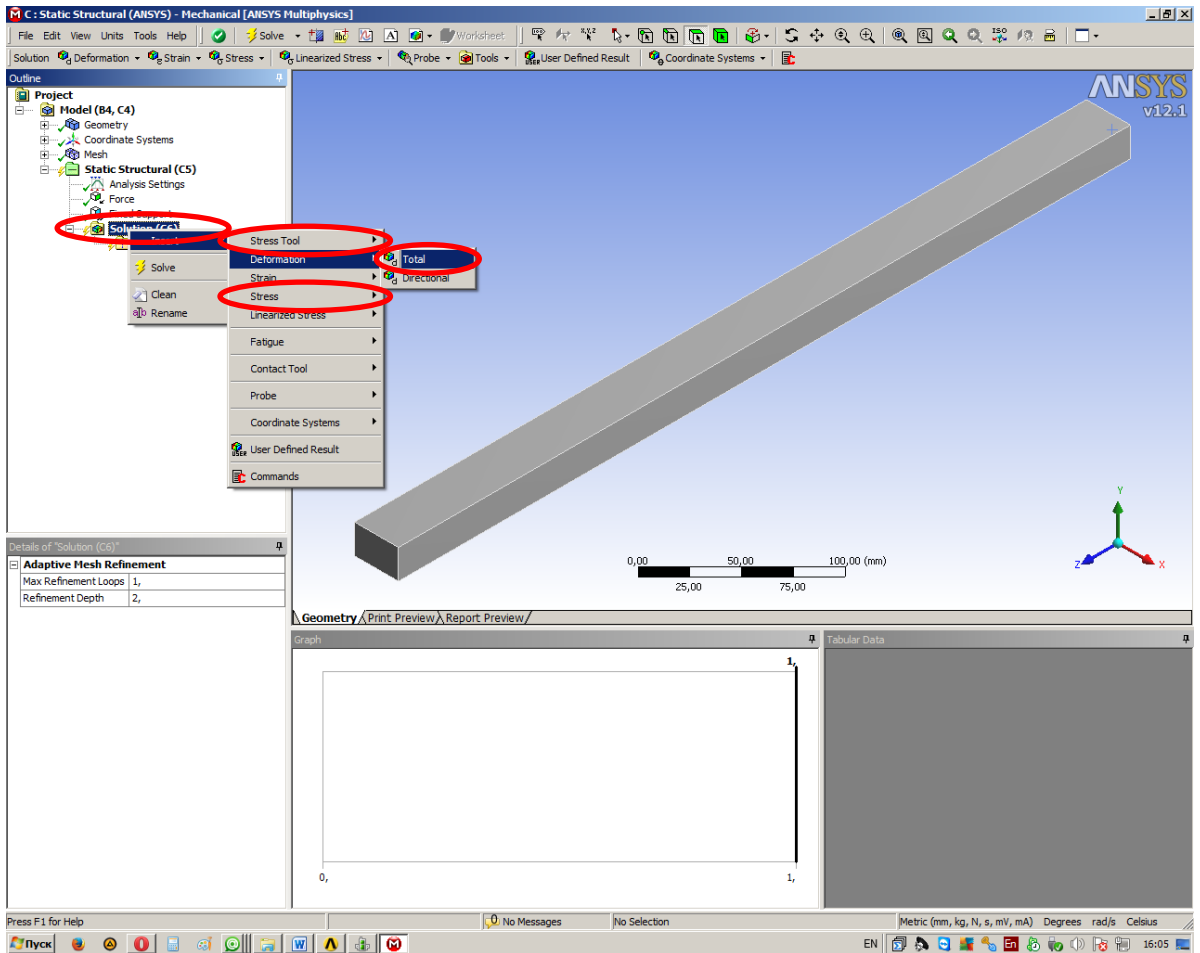 C : Static Structural (ANSYS) - Mechanical [ANSYS Multiphysics]
File Edit View Units Tools Help Solve Worksheet
Solution Deformation Strain Stress Linearized Stress Probe Tools User Defined Result Coordinate Systems
Outline
Project
Model (B4, C4)
Geometry
Coordinate Systems
Mesh
Static Structural (C5)
Analysis Settings
Force
Fixed Support
Solution (C6)
Insert
Solve
Clean
Rename
Stress Tool
Deformation
Strain
Stress
Linearized Stress
Fatigue
Contact Tool
Probe
Coordinate Systems
User Defined Result
Commands
Total
Directional
ANSYS
v12.1
Y
Z
X
0,00 50,00 100,00 (mm)
25,00 75,00
Details of "Solution (C6)"
Adaptive Mesh Refinement
Max Refinement Loops 1,
Refinement Depth 2,
Geometry Print Preview Report Preview
Graph
1,
0, 1,
Tabular Data
Press F1 for Help No Messages No Selection Metric (mm, kg, N, s, mV, mA) Degrees rad/s Celsius
Пуск EN En 16:05